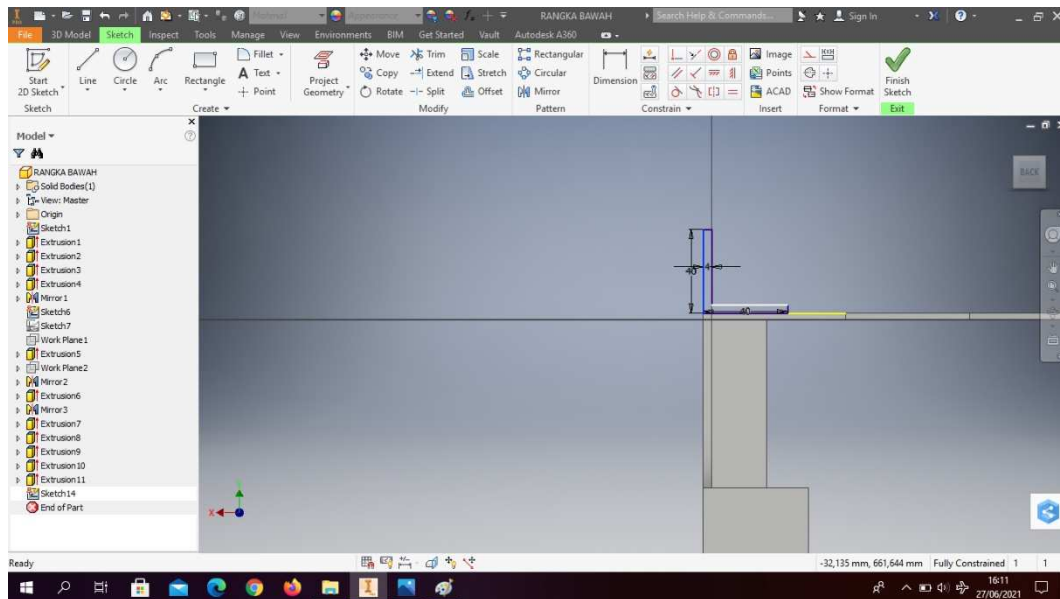 PRO
Material
Appearance
RANGKA BAWAH
Search Help & Commands...
Sign In
File 3D Model Sketch Inspect Tools Manage View Environments BIM Get Started Vault Autodesk A360
Start
2D Sketch
Line
Circle
Arc
Rectangle
Fillet
Text
Point
Project
Geometry
Move
Copy
Rotate
Trim
Extend
Split
Scale
Stretch
Offset
Rectangular
Circular
Mirror
Dimension
Image
Points
ACAD
Show Format
Finish
Sketch
Sketch Create Modify Pattern Constrain Insert Format Exit
Model
RANGKA BAWAH
Solid Bodies(1)
View: Master
Origin
Sketch1
Extrusion1
Extrusion2
Extrusion3
Extrusion4
Mirror1
Sketch6
Sketch7
Work Plane1
Extrusion5
Work Plane2
Mirror2
Extrusion6
Mirror3
Extrusion7
Extrusion8
Extrusion9
Extrusion10
Extrusion11
Sketch14
End of Part
BACK
40
4
40
X
Ready
-32,135 mm, 661,644 mm Fully Constrained 1 1
16:11
27/06/2021